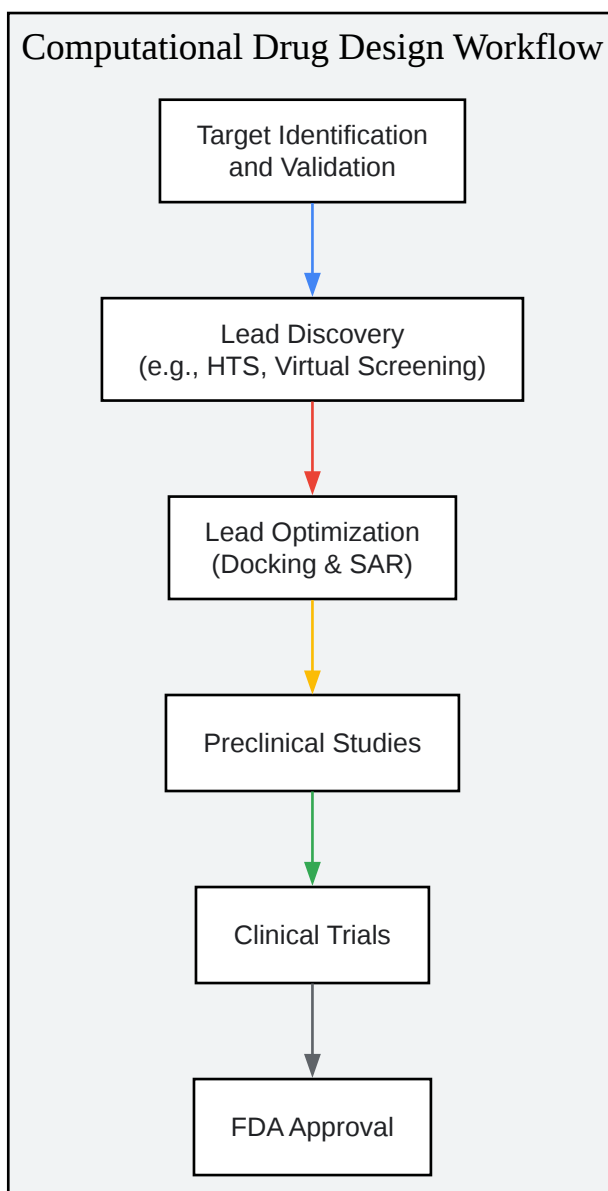 Computational Drug Design Workflow
Target Identification
and Validation
Lead Discovery
(e.g., HTS, Virtual Screening)
Lead Optimization
(Docking & SAR)
Preclinical Studies
Clinical Trials
FDA Approval